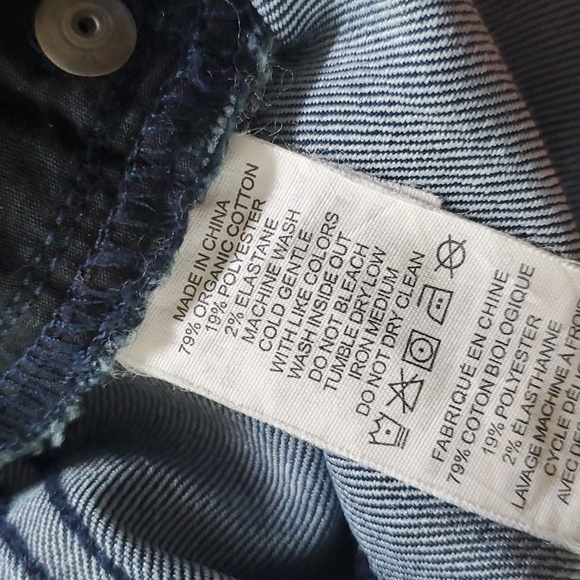 MADE IN CHINA
79% ORGANIC COTTON
19% POLYESTER
2% ELASTANE
MACHINE WASH
COLD GENTLE
WITH LIKE COLORS
WASH INSIDE OUT
DO NOT BLEACH
TUMBLE DRY LOW
IRON MEDIUM
DO NOT DRY CLEAN
FABRIQUÉ EN CHINE
79% COTON BIOLOGIQUE
19% POLYESTER
2% ÉLASTHANNE
LAVAGE MACHINE À
CYCLE
AVEC